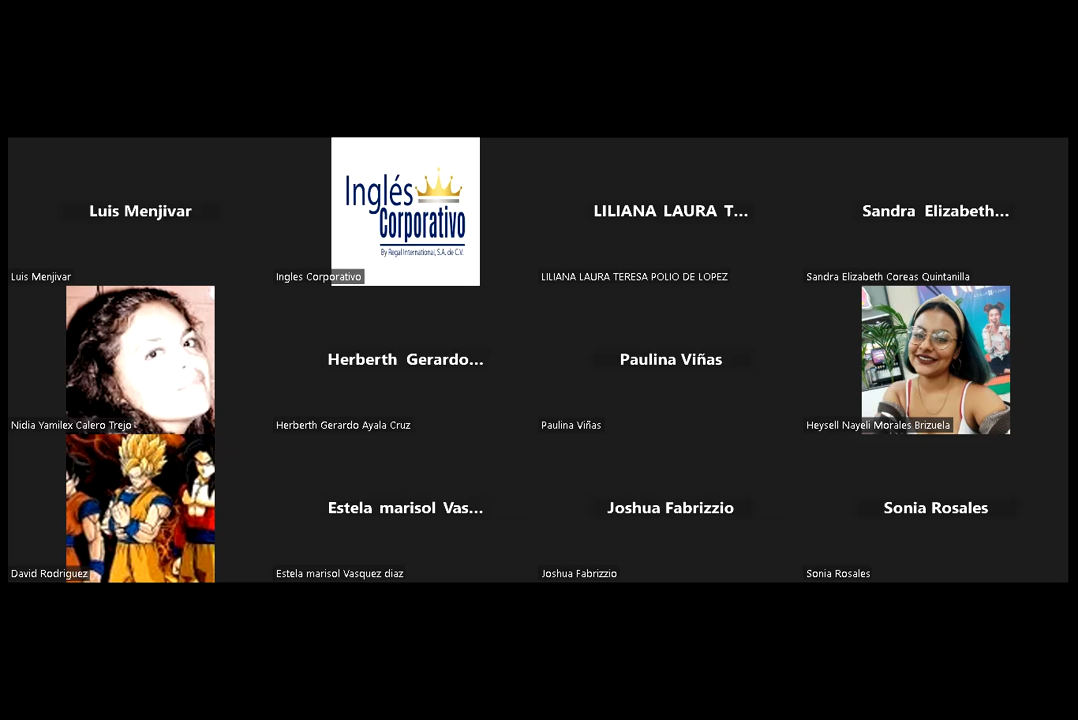 Luis Menjivar
Luis Menjivar
Inglés
Corporativo
By Regal International, S.A. de C.V.
Ingles Corporativo
LILIANA LAURA T...
LILIANA LAURA TERESA POLIO DE LOPEZ
Sandra Elizabeth...
Sandra Elizabeth Coreas Quintanilla
Nidia Yamilex Calero Trejo
Herberth Gerardo...
Herberth Gerardo Ayala Cruz
Paulina Viñas
Paulina Viñas
Heysell Nayeli Morales Brizuela
David Rodriguez
Estela marisol Vas...
Estela marisol Vasquez diaz
Joshua Fabrizzio
Joshua Fabrizzio
Sonia Rosales
Sonia Rosales